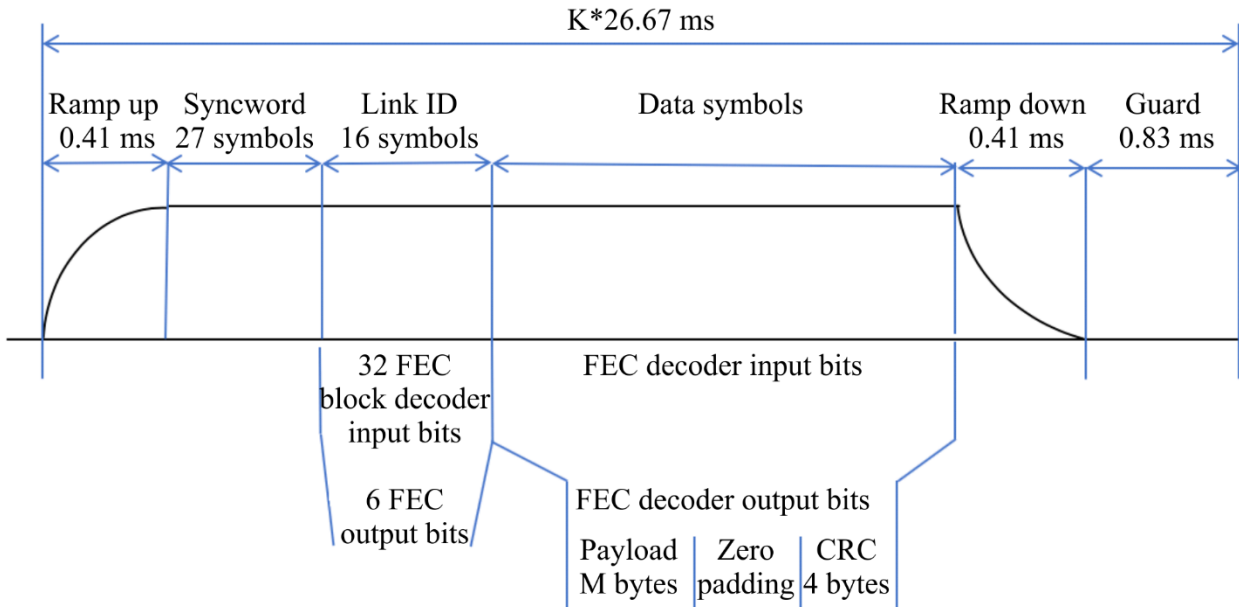 K*26.67 ms
Ramp up
0.41 ms
Syncword
27 symbols
Link ID
16 symbols
Data symbols
Ramp down
0.41 ms
Guard
0.83 ms
32 FEC
block decoder
input bits
FEC decoder input bits
6 FEC
output bits
FEC decoder output bits
Payload
M bytes
Zero
padding
CRC
4 bytes